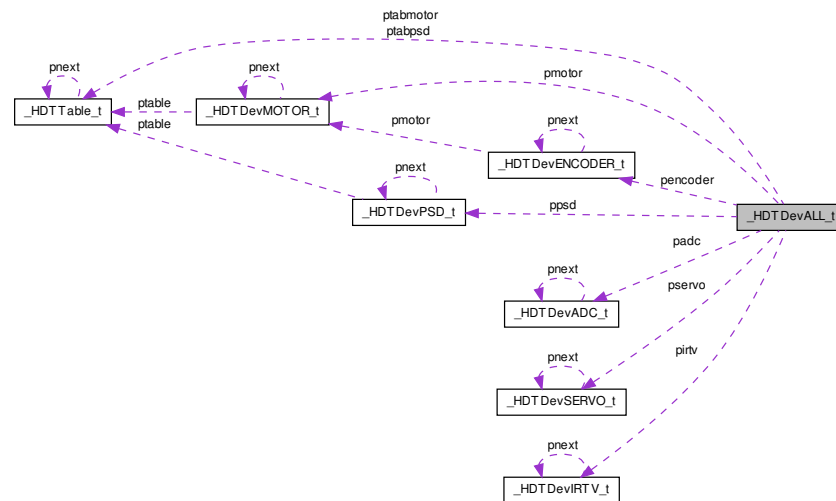 ptabmotor
ptabpsd
pnext
pnext
pmotor
_HDTTable_t
ptable
_HDTDevMOTOR_t
ptable
pmotor
pnext
_HDTDevENCODER_t
pnext
pencoder
_HDTDevPSD_t
ppsd
_HDTDevALL_t
padc
pnext
pservo
_HDTDevADC_t
pirtv
pnext
_HDTDevSERVO_t
pnext
_HDTDevIRTV_t